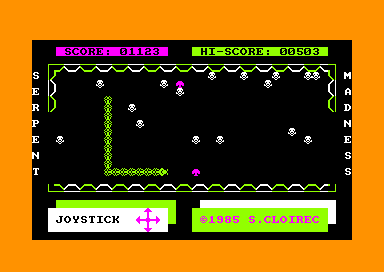 SCORE: 01123
HI-SCORE: 00503
SERPENT
MADNESS
JOYSTICK
©1985 S.CLOIREC